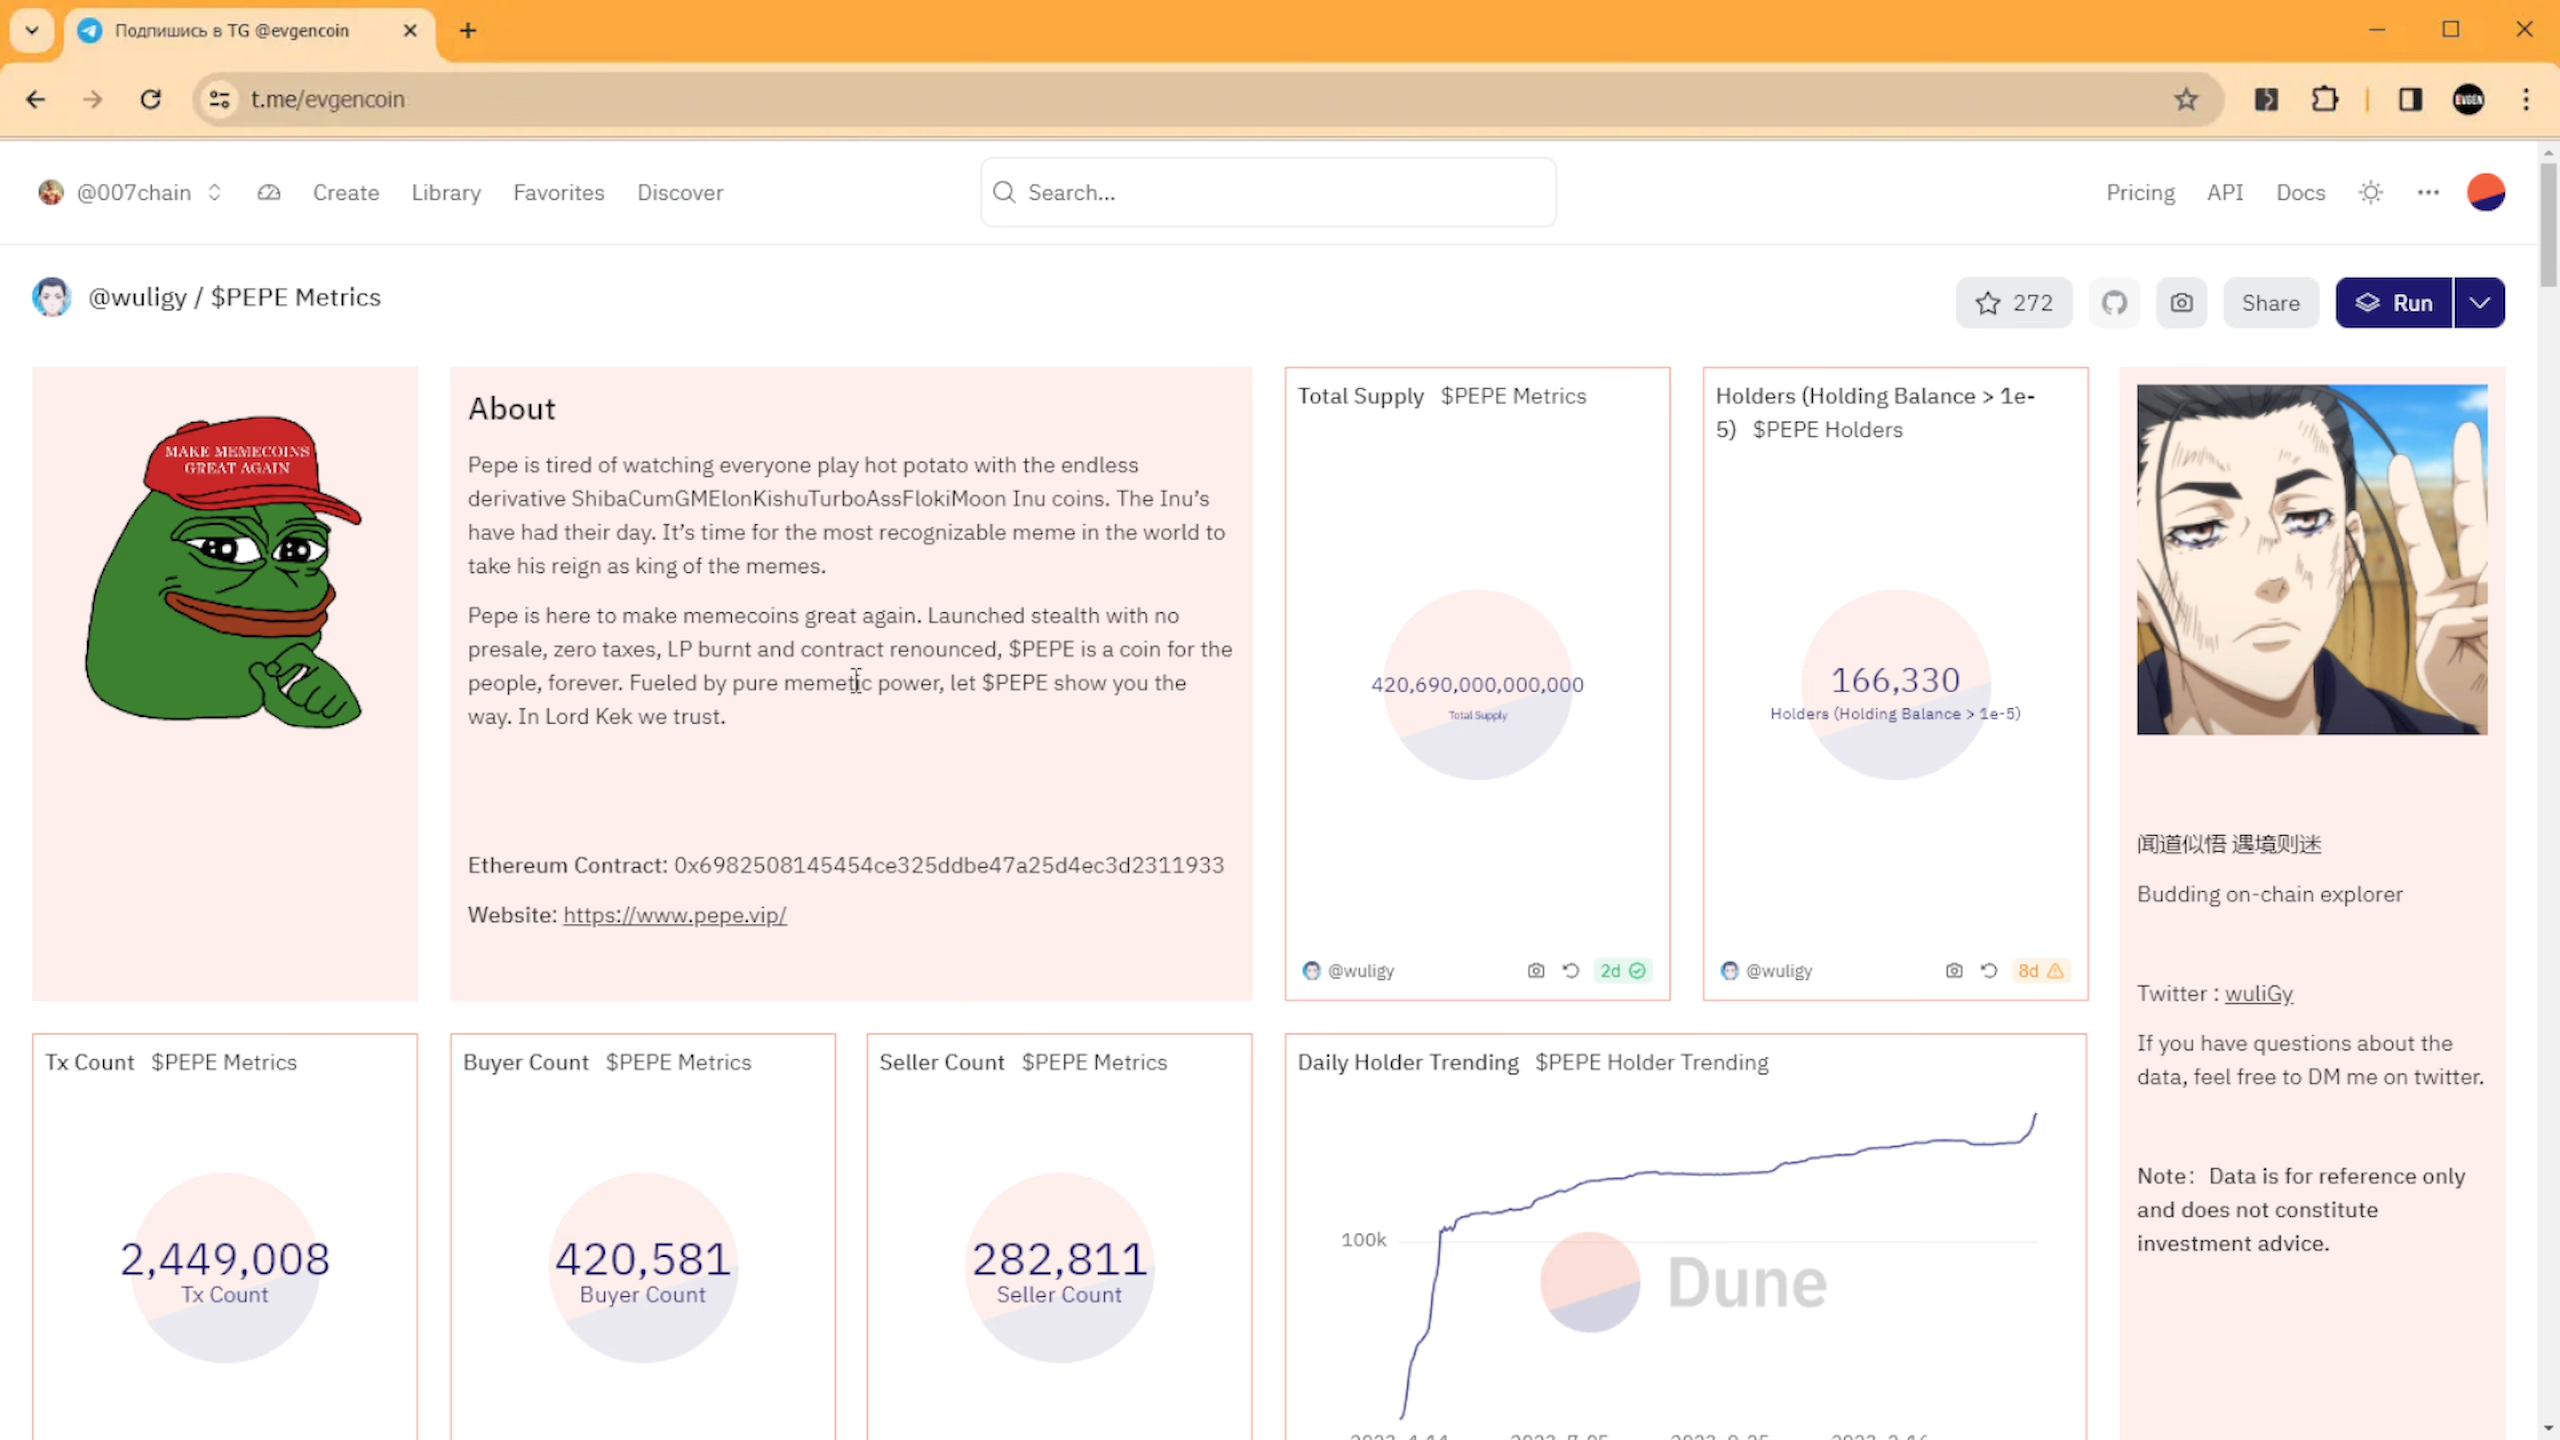 Подпишись в TG @evgencoin
t.me/evgencoin
EVGEN
@007chain Create Library Favorites Discover
Search...
Pricing API Docs
@wuligy / $PEPE Metrics
272
Share
Run
MAKE MEMECOINS
GREAT AGAIN
About
Pepe is tired of watching everyone play hot potato with the endless
derivative ShibaCumGMElonKishuTurboAssFlokiMoon Inu coins. The Inu’s
have had their day. It’s time for the most recognizable meme in the world to
take his reign as king of the memes.
Pepe is here to make memecoins great again. Launched stealth with no
presale, zero taxes, LP burnt and contract renounced, $PEPE is a coin for the
people, forever. Fueled by pure memetic power, let $PEPE show you the
way. In Lord Kek we trust.
Ethereum Contract: 0x6982508145454ce325ddbe47a25d4ec3d2311933
Website: https://www.pepe.vip/
Total Supply $PEPE Metrics
420,690,000,000,000
Total Supply
@wuligy
2d
Holders (Holding Balance > 1e-
5) $PEPE Holders
166,330
Holders (Holding Balance > 1e-5)
@wuligy
8d
闻道似悟 遇境则迷
Budding on-chain explorer
Twitter : wuliGy
If you have questions about the
data, feel free to DM me on twitter.
Note：Data is for reference only
and does not constitute
investment advice.
Tx Count $PEPE Metrics
2,449,008
Tx Count
Buyer Count $PEPE Metrics
420,581
Buyer Count
Seller Count $PEPE Metrics
282,811
Seller Count
Daily Holder Trending $PEPE Holder Trending
100k
Dune